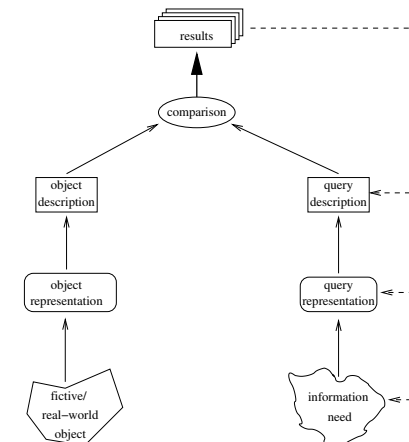 results
comparison
object
description
query
description
object
representation
query
representation
fictive/
real−world
object
information
need